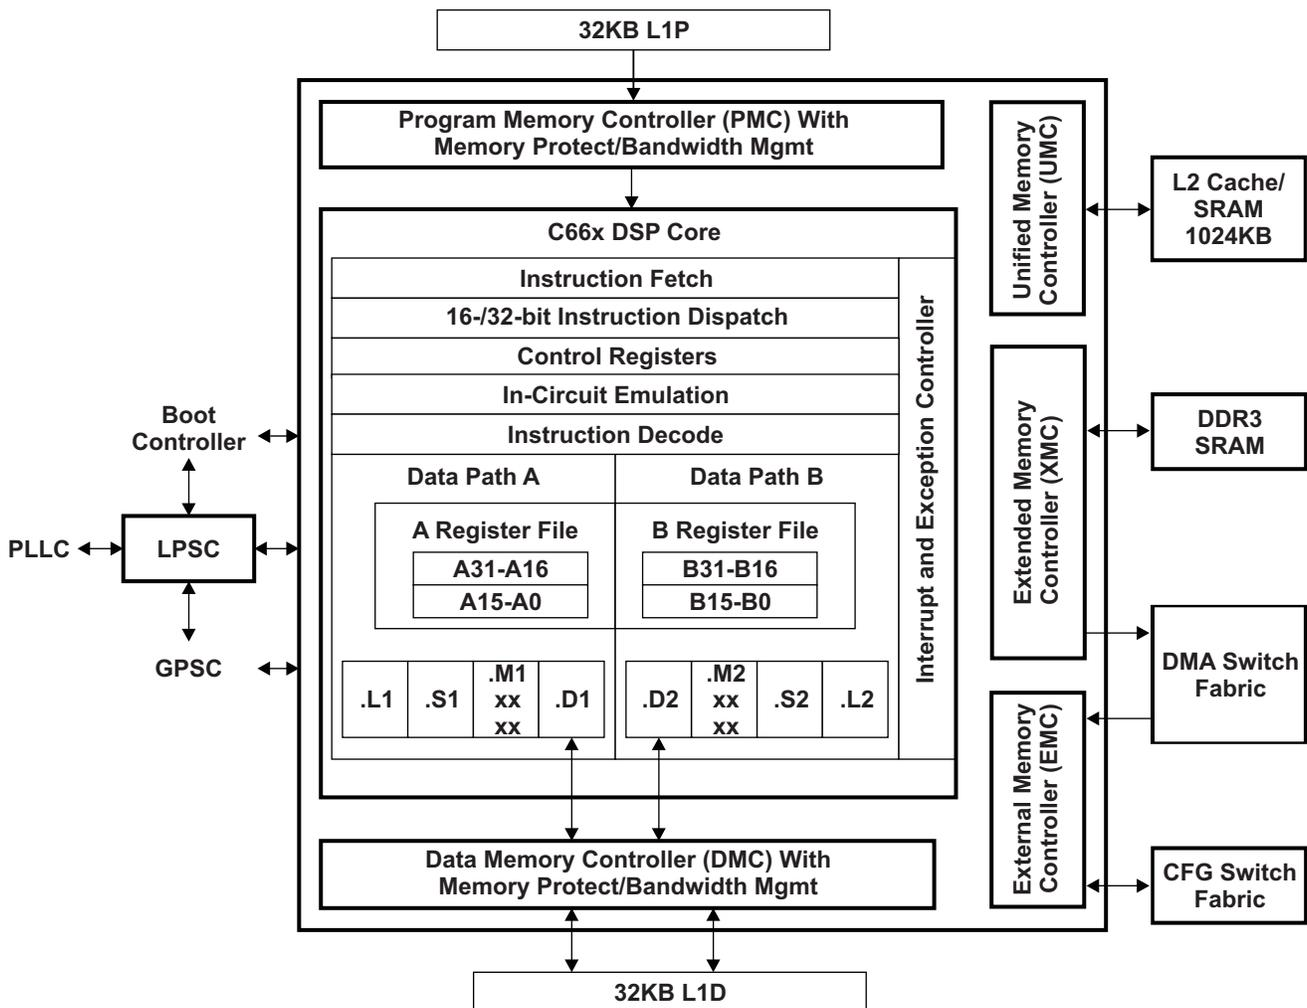 32KB L1P
Program Memory Controller (PMC) With
Memory Protect/Bandwidth Mgmt
C66x DSP Core
Instruction Fetch
16-/32-bit Instruction Dispatch
Control Registers
In-Circuit Emulation
Instruction Decode
Data Path A
Data Path B
A Register File
A31-A16
A15-A0
B Register File
B31-B16
B15-B0
.L1
.S1
.M1
xx
xx
.D1
.D2
.M2
xx
xx
.S2
.L2
Interrupt and Exception Controller
Data Memory Controller (DMC) With
Memory Protect/Bandwidth Mgmt
32KB L1D
Boot
Controller
PLLC
LPSC
GPSC
Unified Memory
Controller (UMC)
Extended Memory
Controller (XMC)
External Memory
Controller (EMC)
L2 Cache/
SRAM
1024KB
DDR3
SRAM
DMA Switch
Fabric
CFG Switch
Fabric